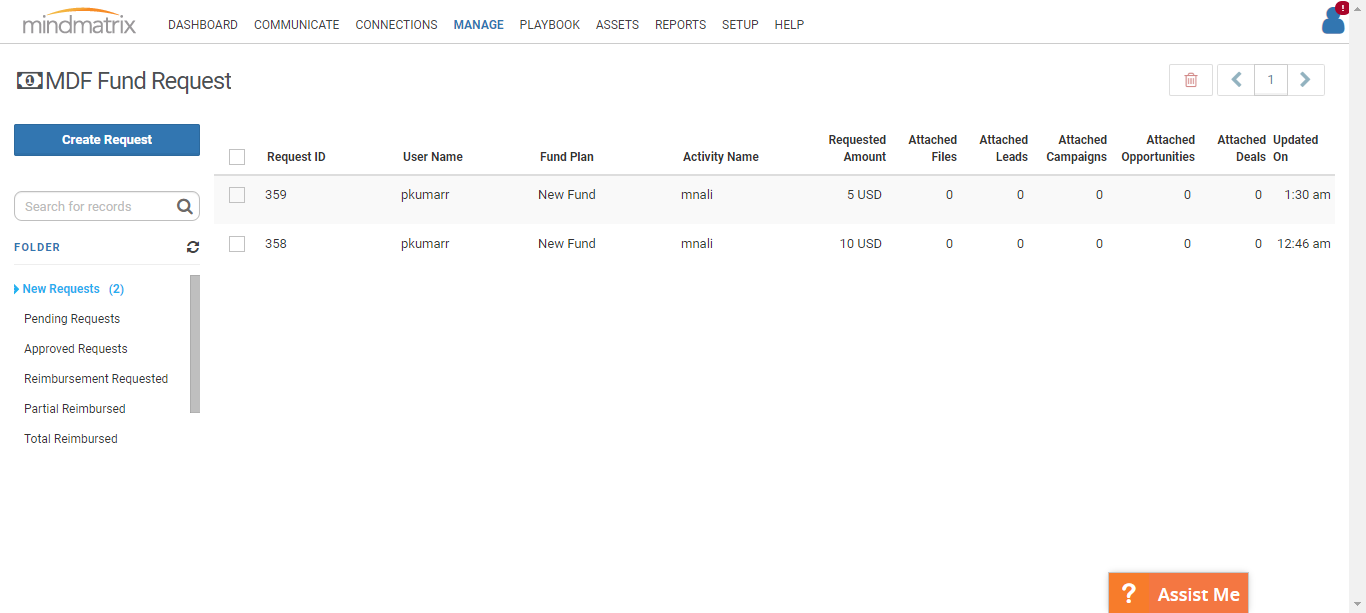 mindmatrix
DASHBOARD COMMUNICATE CONNECTIONS MANAGE PLAYBOOK ASSETS REPORTS SETUP HELP
!
MDF Fund Request
1
Create Request
Search for records
FOLDER
New Requests (2)
Pending Requests
Approved Requests
Reimbursement Requested
Partial Reimbursed
Total Reimbursed
Requested Attached Attached Attached Attached Attached Updated
Request ID User Name Fund Plan Activity Name Amount Files Leads Campaigns Opportunities Deals On
359 pkumarr New Fund mnali 5 USD 0 0 0 0 0 1:30 am
358 pkumarr New Fund mnali 10 USD 0 0 0 0 0 12:46 am
? Assist Me